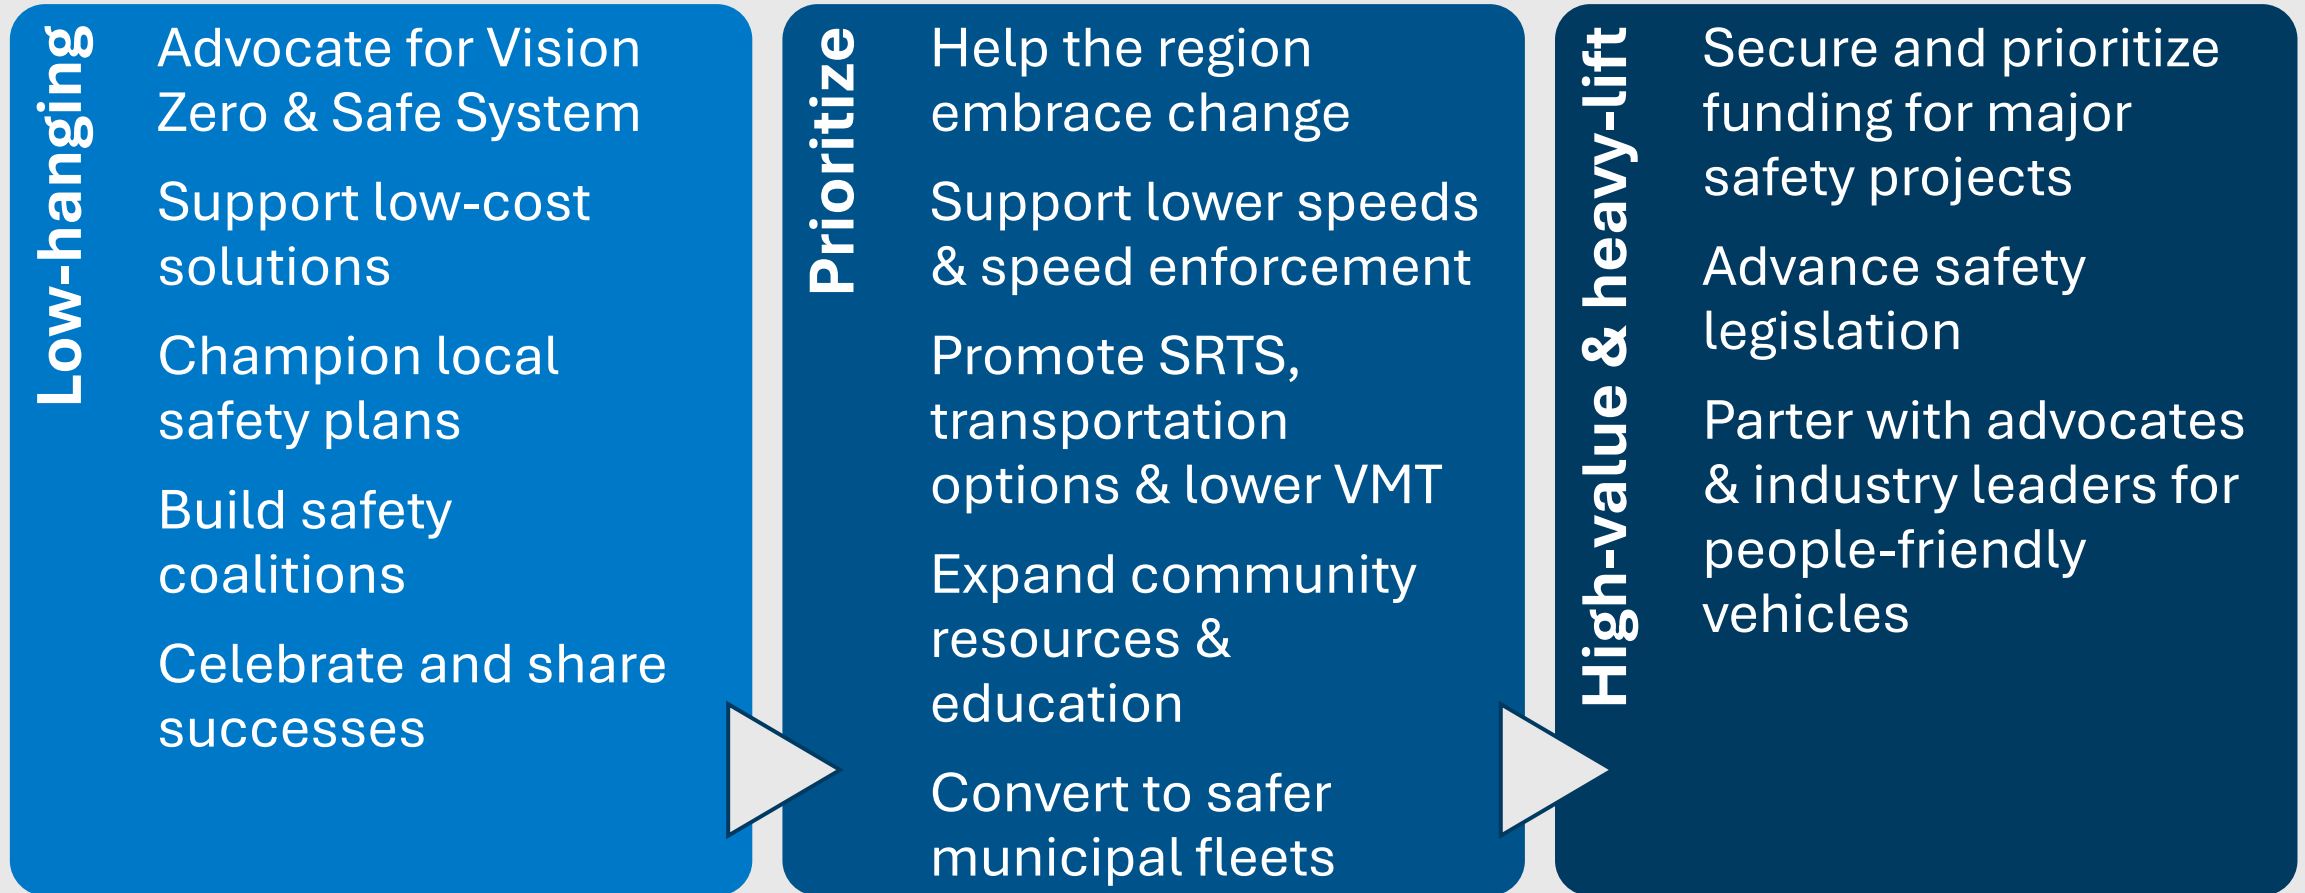 Low-hanging
Advocate for Vision
Zero & Safe System
Support low-cost
solutions
Champion local
safety plans
Build safety
coalitions
Celebrate and share
successes
Prioritize
Help the region
embrace change
Support lower speeds
& speed enforcement
Promote SRTS,
transportation
options & lower VMT
Expand community
resources &
education
Convert to safer
municipal fleets
High-value & heavy-lift
Secure and prioritize
funding for major
safety projects
Advance safety
legislation
Parter with advocates
& industry leaders for
people-friendly
vehicles